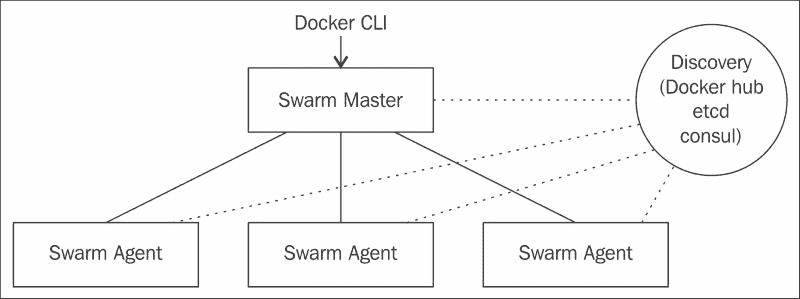 Docker CLI
Swarm Master
Discovery
(Docker hub
etcd
consul)
Swarm Agent
Swarm Agent
Swarm Agent